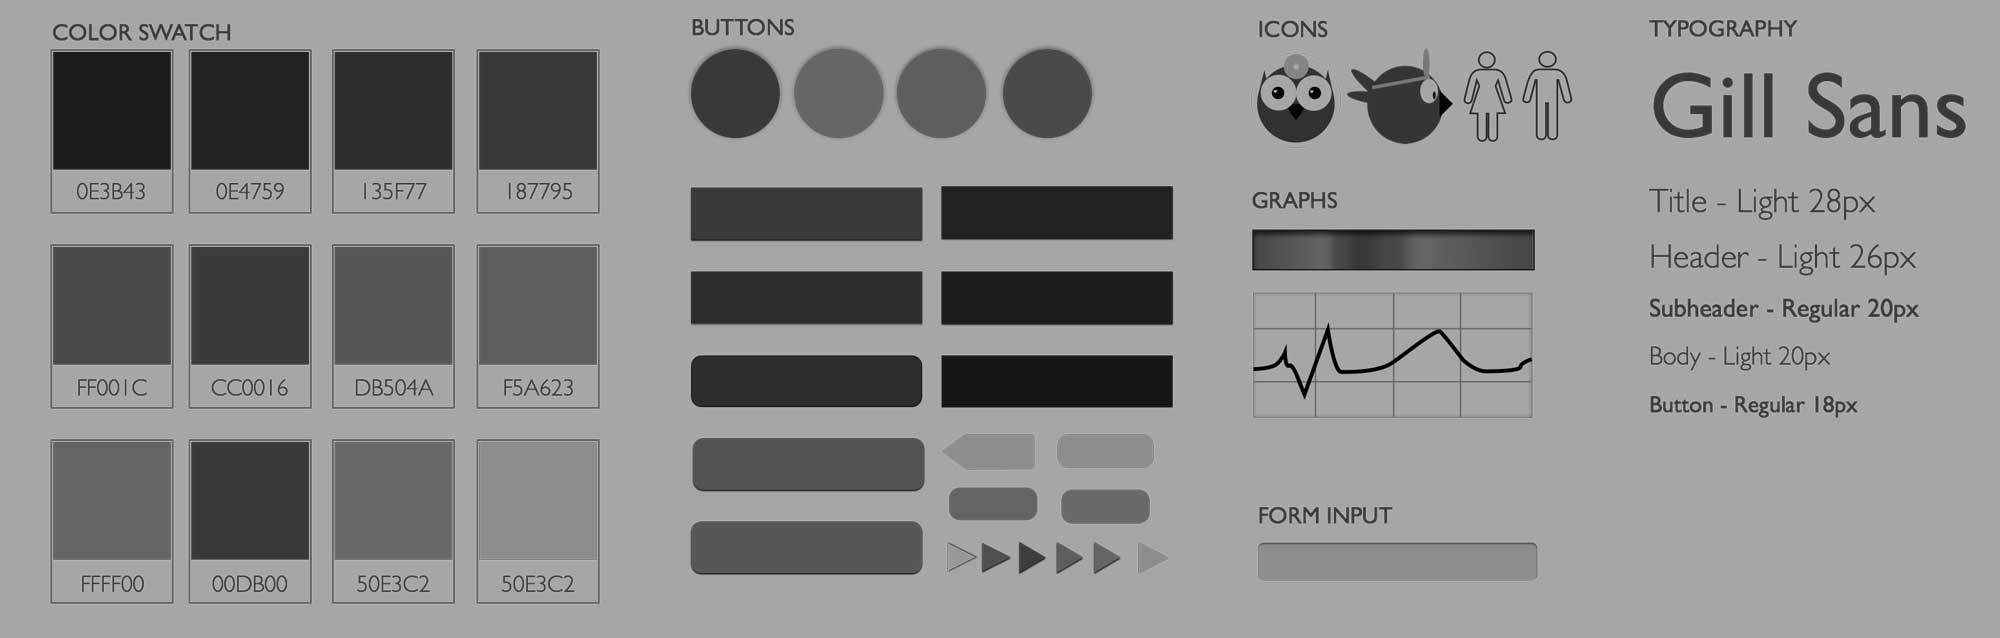 COLOR SWATCH
0E3B43
0E4759
135F77
187795
FF001C
CC0016
DB504A
F5A623
FFFF00
00DB00
50E3C2
50E3C2
BUTTONS
ICONS
GRAPHS
FORM INPUT
TYPOGRAPHY
Gill Sans
Title - Light 28px
Header - Light 26px
Subheader - Regular 20px
Body - Light 20px
Button - Regular 18px